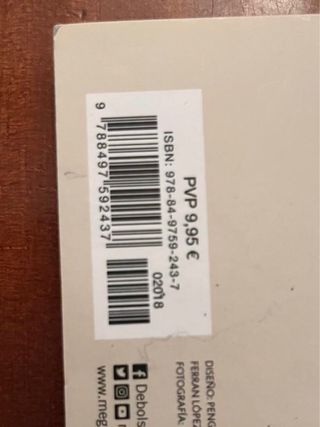 PVP 9,95 €
ISBN: 978-84-9759-243-7
02018
9 788497 592437
DISEÑO: PENG
FERRAN LÓPEZ
FOTOGRAFÍA:
Debols
www.meg